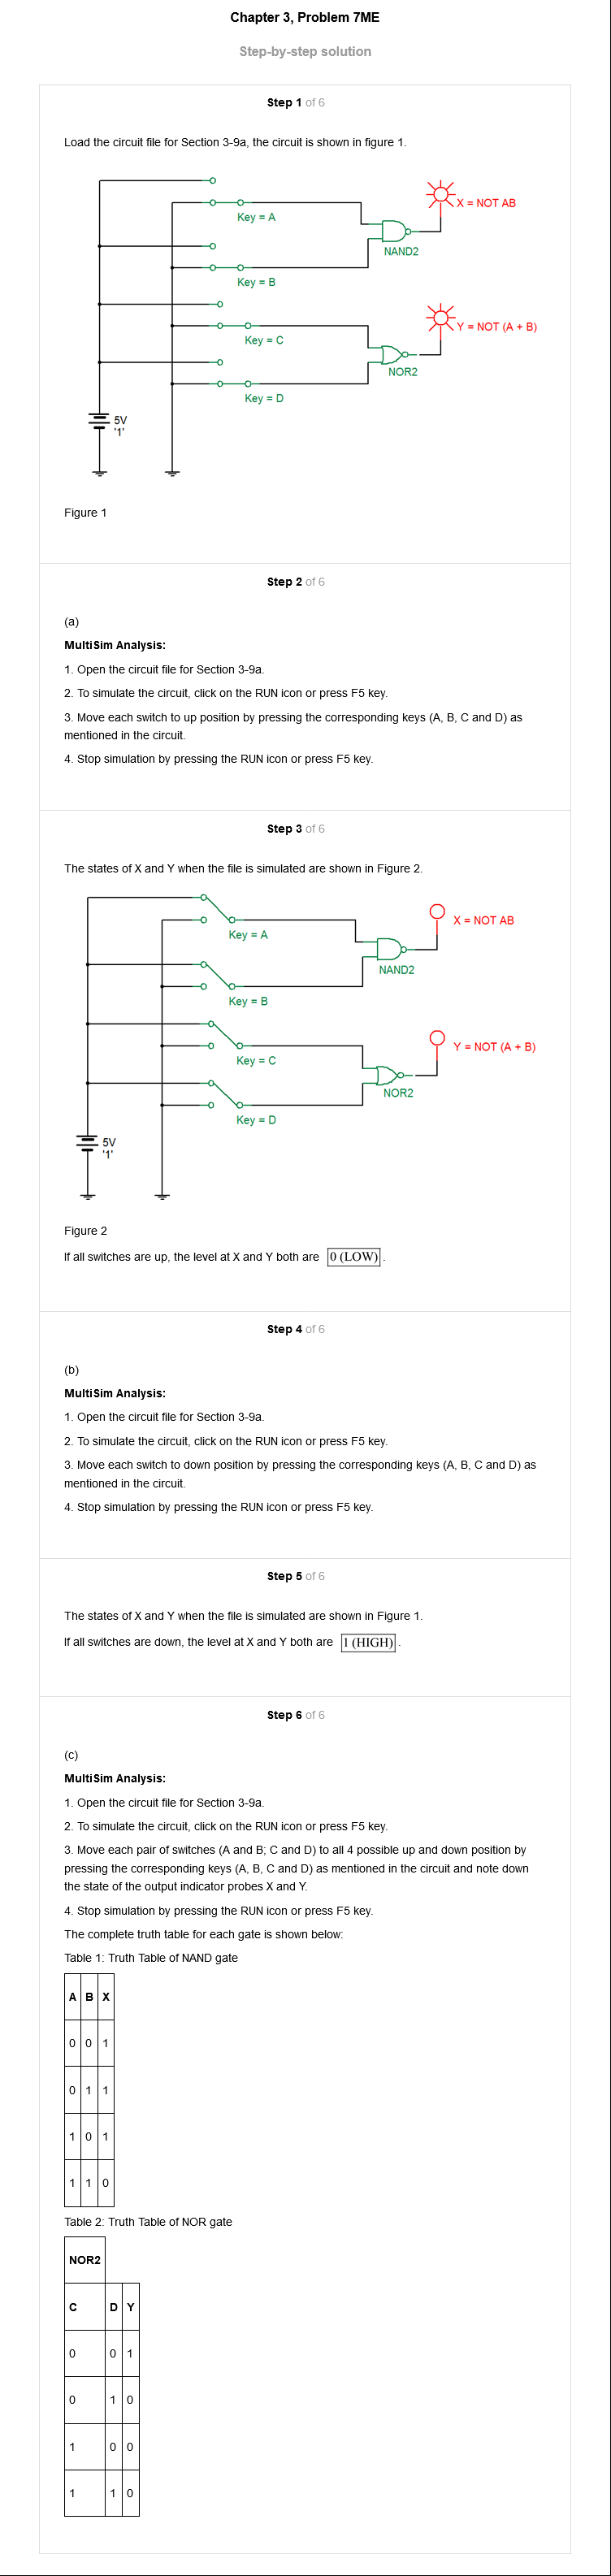 Chapter 3, Problem 7ME
Step-by-step solution
Step 1 of 6
Load the circuit file for Section 3-9a, the circuit is shown in figure 1.
X = NOT AB
Key = A
NAND2
Key = B
Y = NOT (A + B)
Key = C
NOR2
Key = D
5V
'1'
Figure 1
Step 2 of 6
(a)
MultiSim Analysis:
1. Open the circuit file for Section 3-9a.
2. To simulate the circuit, click on the RUN icon or press F5 key.
3. Move each switch to up position by pressing the corresponding keys (A, B, C and D) as
mentioned in the circuit.
4. Stop simulation by pressing the RUN icon or press F5 key.
Step 3 of 6
The states of X and Y when the file is simulated are shown in Figure 2.
X = NOT AB
Key = A
NAND2
Key = B
Y = NOT (A + B)
Key = C
NOR2
Key = D
5V
'1'
Figure 2
If all switches are up, the level at X and Y both are 0 (LOW).
Step 4 of 6
(b)
MultiSim Analysis:
1. Open the circuit file for Section 3-9a.
2. To simulate the circuit, click on the RUN icon or press F5 key.
3. Move each switch to down position by pressing the corresponding keys (A, B, C and D) as
mentioned in the circuit.
4. Stop simulation by pressing the RUN icon or press F5 key.
Step 5 of 6
The states of X and Y when the file is simulated are shown in Figure 1.
If all switches are down, the level at X and Y both are 1 (HIGH).
Step 6 of 6
(c)
MultiSim Analysis:
1. Open the circuit file for Section 3-9a.
2. To simulate the circuit, click on the RUN icon or press F5 key.
3. Move each pair of switches (A and B; C and D) to all 4 possible up and down position by
pressing the corresponding keys (A, B, C and D) as mentioned in the circuit and note down
the state of the output indicator probes X and Y.
4. Stop simulation by pressing the RUN icon or press F5 key.
The complete truth table for each gate is shown below:
Table 1: Truth Table of NAND gate
A B X
0 0 1
0 1 1
1 0 1
1 1 0
Table 2: Truth Table of NOR gate
NOR2
C D Y
0 0 1
0 1 0
1 0 0
1 1 0